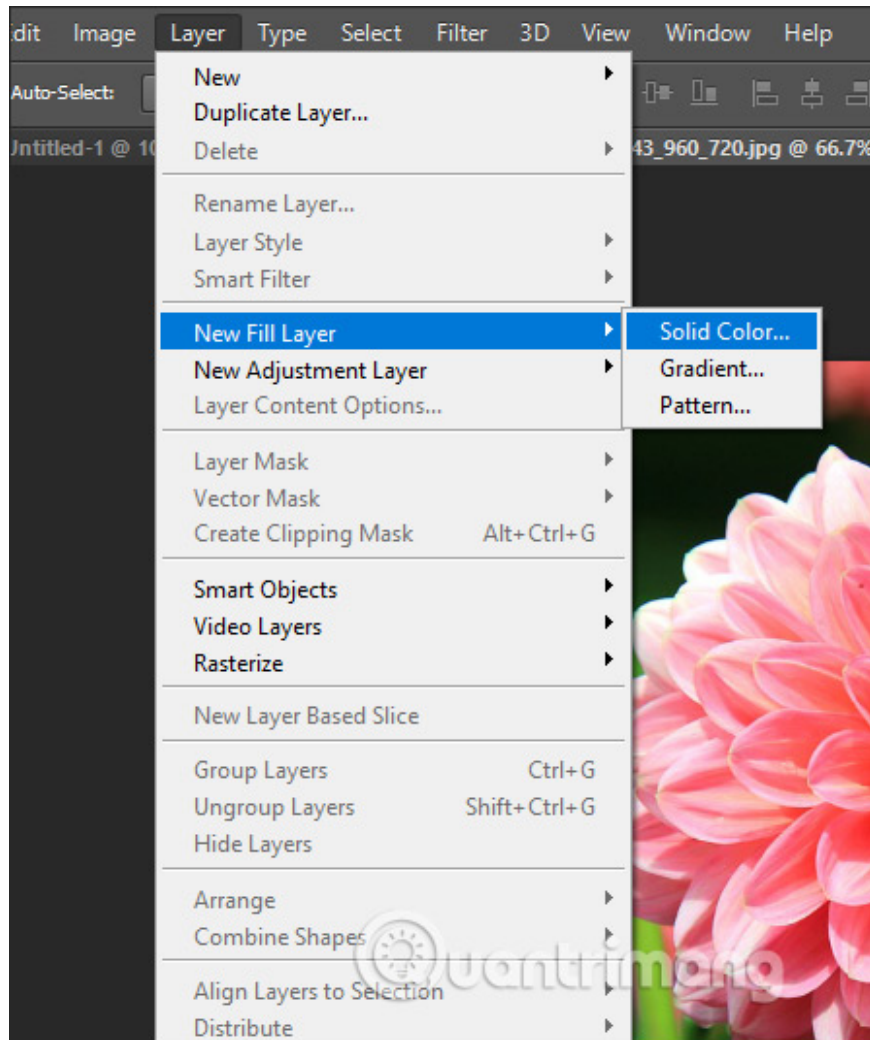 dit Image Layer Type Select Filter 3D View Window Help
Auto-Select:
Untitled-1 @ 10
43_960_720.jpg @ 66.7%
New
Duplicate Layer...
Delete
Rename Layer...
Layer Style
Smart Filter
New Fill Layer
Solid Color...
New Adjustment Layer
Gradient...
Layer Content Options...
Pattern...
Layer Mask
Vector Mask
Create Clipping Mask Alt+Ctrl+G
Smart Objects
Video Layers
Rasterize
New Layer Based Slice
Group Layers Ctrl+G
Ungroup Layers Shift+Ctrl+G
Hide Layers
Arrange
Combine Shapes
Quantrimang
Align Layers to Selection
Distribute